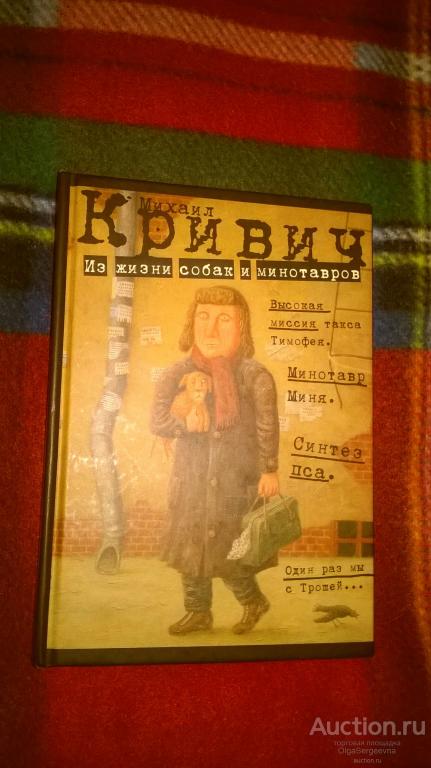 Михаил
Кривич
Из жизни собак и минотавров
Высокая
миссия такса
Тимофея.
Минотавр
Миня.
Синтез
пса.
Один раз мы
с Трошей...
Auction.ru
торговая площадка
OlgaSergeevna
auction.ru